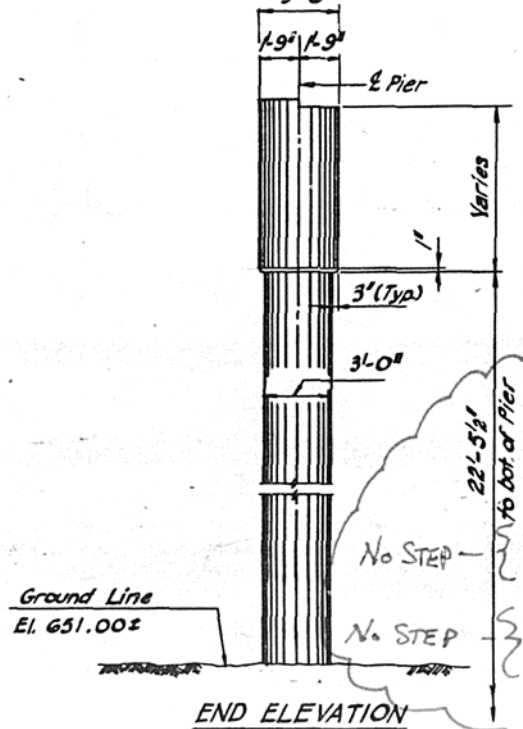 1'-9" 1'-9"
℄ Pier
Varies
1"
3" (Typ.)
3'-0"
22'-5½"
to bot. of Pier
No STEP
No STEP
Ground Line
El. 651.00±
END ELEVATION